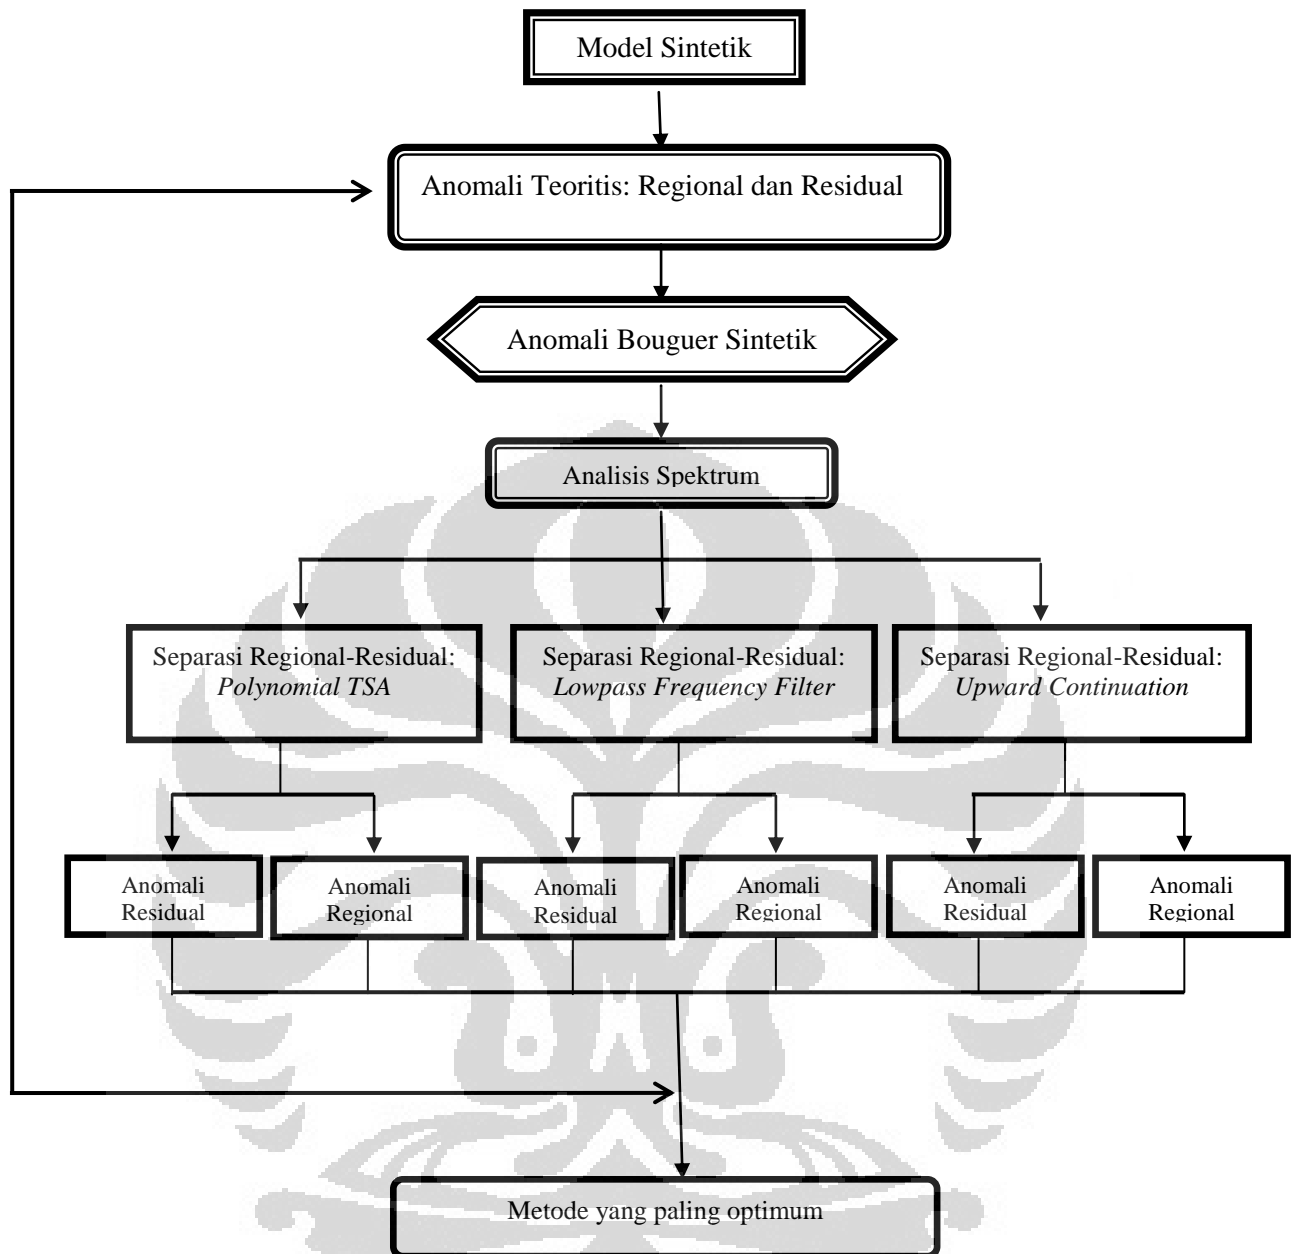 Model Sintetik
Anomali Teoritis: Regional dan Residual
Anomali Bouguer Sintetik
Analisis Spektrum
Separasi Regional-Residual:
Polynomial TSA
Separasi Regional-Residual:
Lowpass Frequency Filter
Separasi Regional-Residual:
Upward Continuation
Anomali
Residual
Anomali
Regional
Anomali
Residual
Anomali
Regional
Anomali
Residual
Anomali
Regional
Metode yang paling optimum